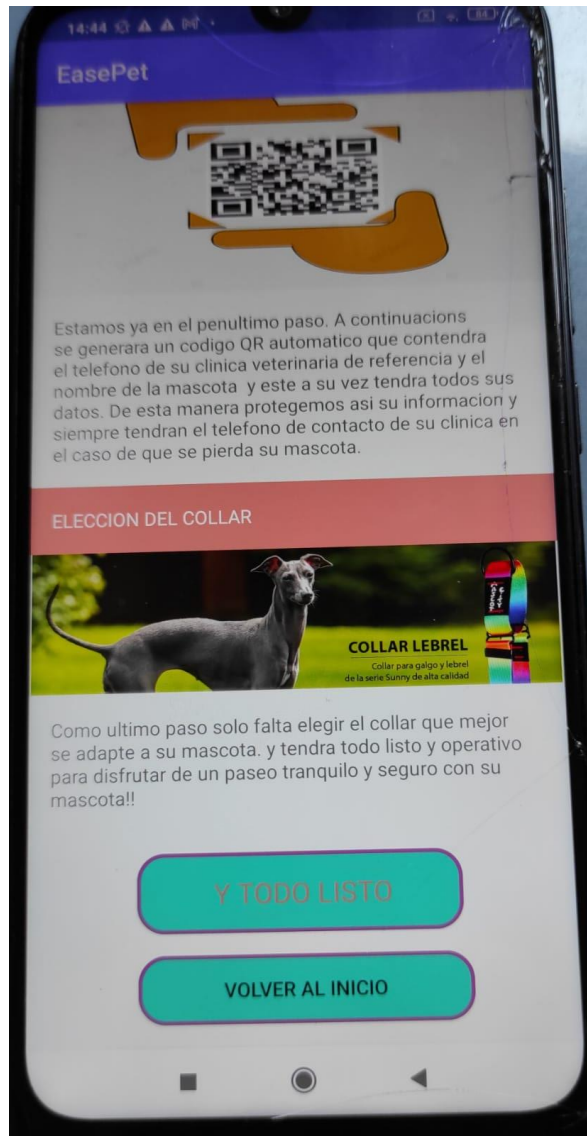 14:44
84
EasePet
Estamos ya en el penultimo paso. A continuacions
se generara un codigo QR automatico que contendra
el telefono de su clinica veterinaria de referencia y el
nombre de la mascota y este a su vez tendra todos sus
datos. De esta manera protegemos asi su informacion y
siempre tendran el telefono de contacto de su clinica en
el caso de que se pierda su mascota.
ELECCION DEL COLLAR
COLLAR LEBREL
Collar para galgo y lebrel
de la serie Sunny de alta calidad
Como ultimo paso solo falta elegir el collar que mejor
se adapte a su mascota. y tendra todo listo y operativo
para disfrutar de un paseo tranquilo y seguro con su
mascota!!
Y TODO LISTO
VOLVER AL INICIO